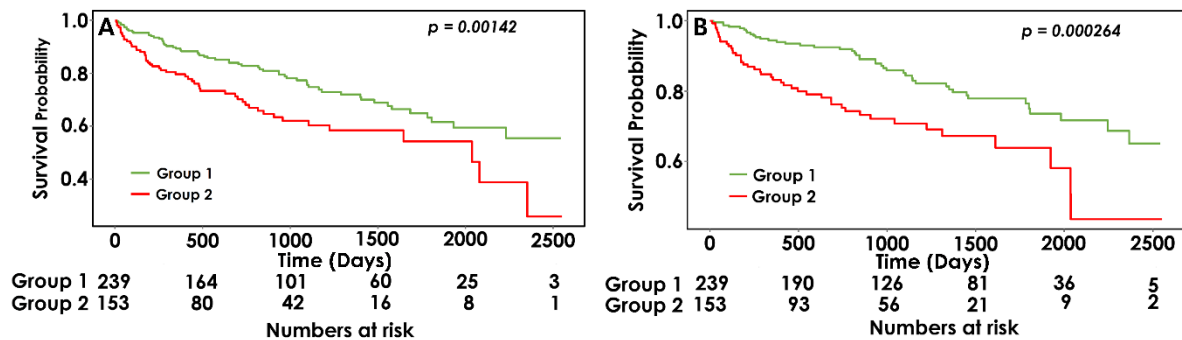 A
p = 0.00142
Survival Probability
1.0
0.8
0.6
0.4
Group 1
Group 2
0 500 1000 1500 2000 2500
Time (Days)
Group 1 239 164 101 60 25 3
Group 2 153 80 42 16 8 1
Numbers at risk
B
p = 0.000264
Survival Probability
1.0
0.8
0.6
Group 1
Group 2
0 500 1000 1500 2000 2500
Time (Days)
Group 1 239 190 126 81 36 5
Group 2 153 93 56 21 9 2
Numbers at risk